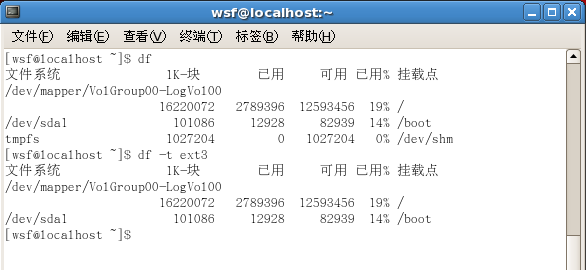 wsf@localhost:~
文件(F) 编辑(E) 查看(V) 终端(T) 标签(B) 帮助(H)
[wsf@localhost ~]$ df
文件系统 1K-块 已用 可用 已用% 挂载点
/dev/mapper/VolGroup00-LogVol00
16220072 2789396 12593456 19% /
/dev/sda1 101086 12928 82939 14% /boot
tmpfs 1027204 0 1027204 0% /dev/shm
[wsf@localhost ~]$ df -t ext3
文件系统 1K-块 已用 可用 已用% 挂载点
/dev/mapper/VolGroup00-LogVol00
16220072 2789396 12593456 19% /
/dev/sda1 101086 12928 82939 14% /boot
[wsf@localhost ~]$